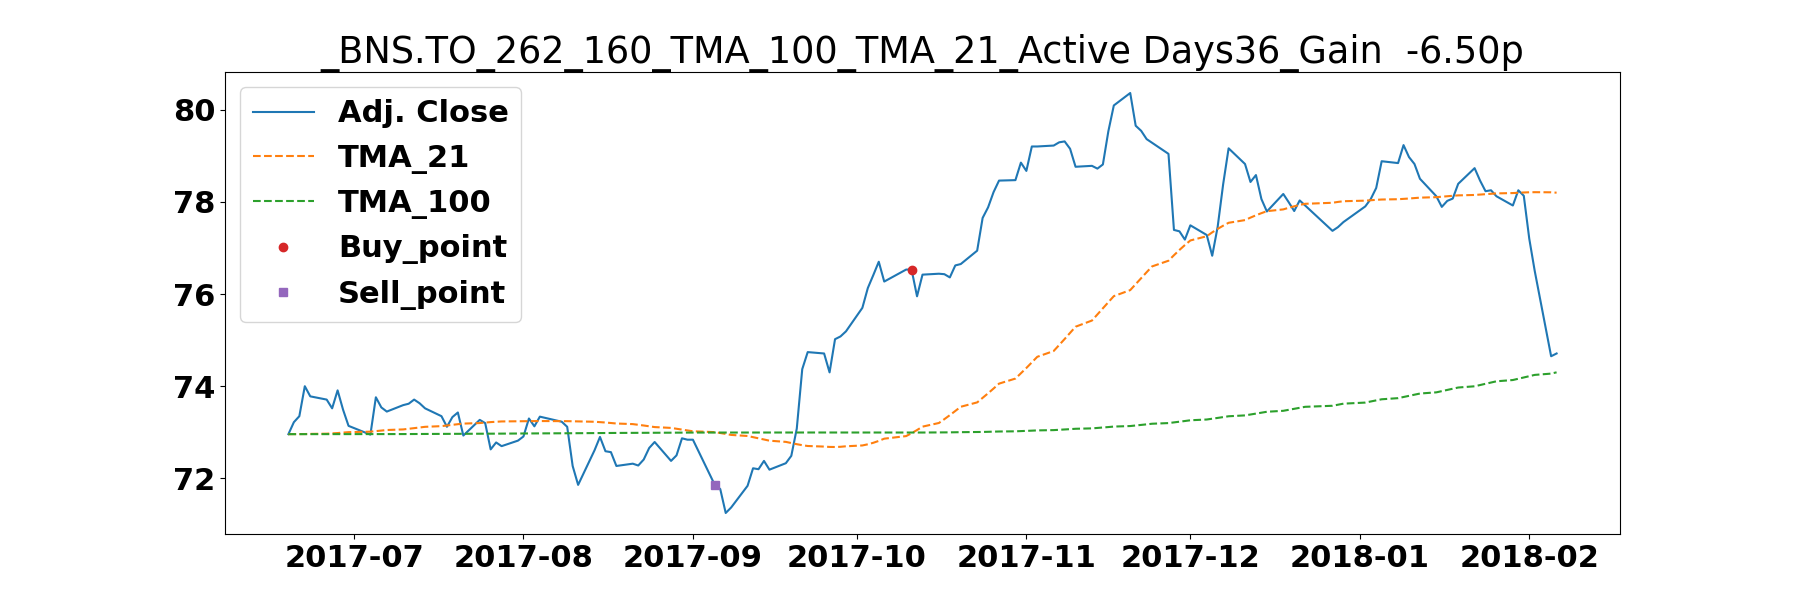 _BNS.TO_262_160_TMA_100_TMA_21_Active Days36_Gain  -6.50p
Adj. Close
TMA_21
TMA_100
Buy_point
Sell_point
80
78
76
74
72
2017-07 2017-08 2017-09 2017-10 2017-11 2017-12 2018-01 2018-02